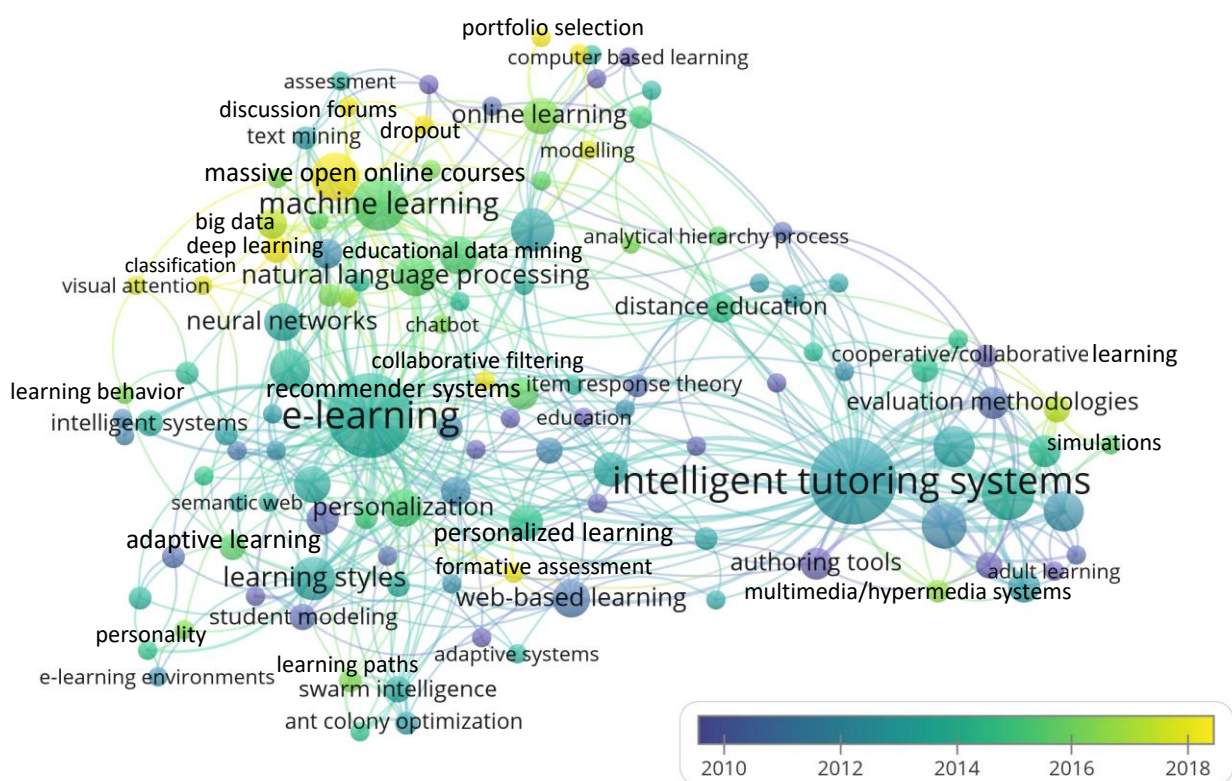 portfolio selection
computer based learning
assessment
discussion forums
online learning
text mining
dropout
modelling
massive open online courses
machine learning
big data
analytical hierarchy process
deep learning
educational data mining
classification
natural language processing
visual attention
distance education
neural networks
chatbot
cooperative/collaborative learning
collaborative filtering
recommender systems
item response theory
learning behavior
evaluation methodologies
e-learning
education
intelligent systems
simulations
intelligent tutoring systems
semantic web
personalization
personalized learning
adaptive learning
authoring tools
formative assessment
adult learning
learning styles
multimedia/hypermedia systems
web-based learning
student modeling
personality
adaptive systems
learning paths
e-learning environments
swarm intelligence
ant colony optimization
2010 2012 2014 2016 2018